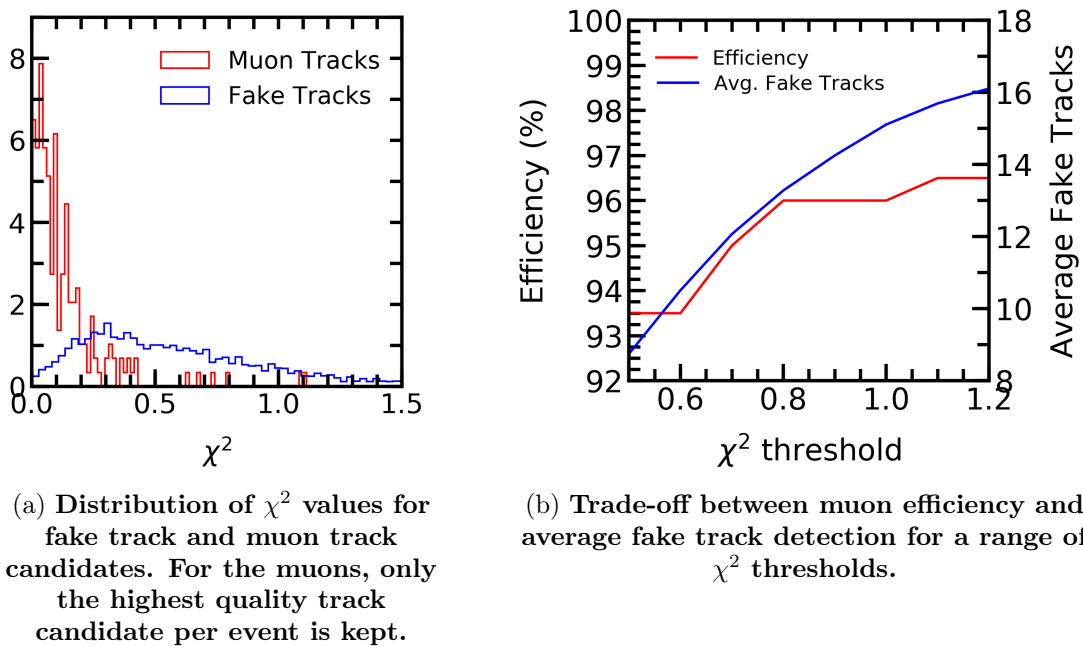 8
6
4
2
0
0.0 0.5 1.0 1.5
χ²
Muon Tracks
Fake Tracks
(a) Distribution of χ² values for
fake track and muon track
candidates. For the muons, only
the highest quality track
candidate per event is kept.
100
99
98
97
96
95
94
93
92
Efficiency (%)
Efficiency
Avg. Fake Tracks
18
16
14
12
10
8
Average Fake Tracks
0.6 0.8 1.0 1.2
χ² threshold
(b) Trade-off between muon efficiency and
average fake track detection for a range of
χ² thresholds.